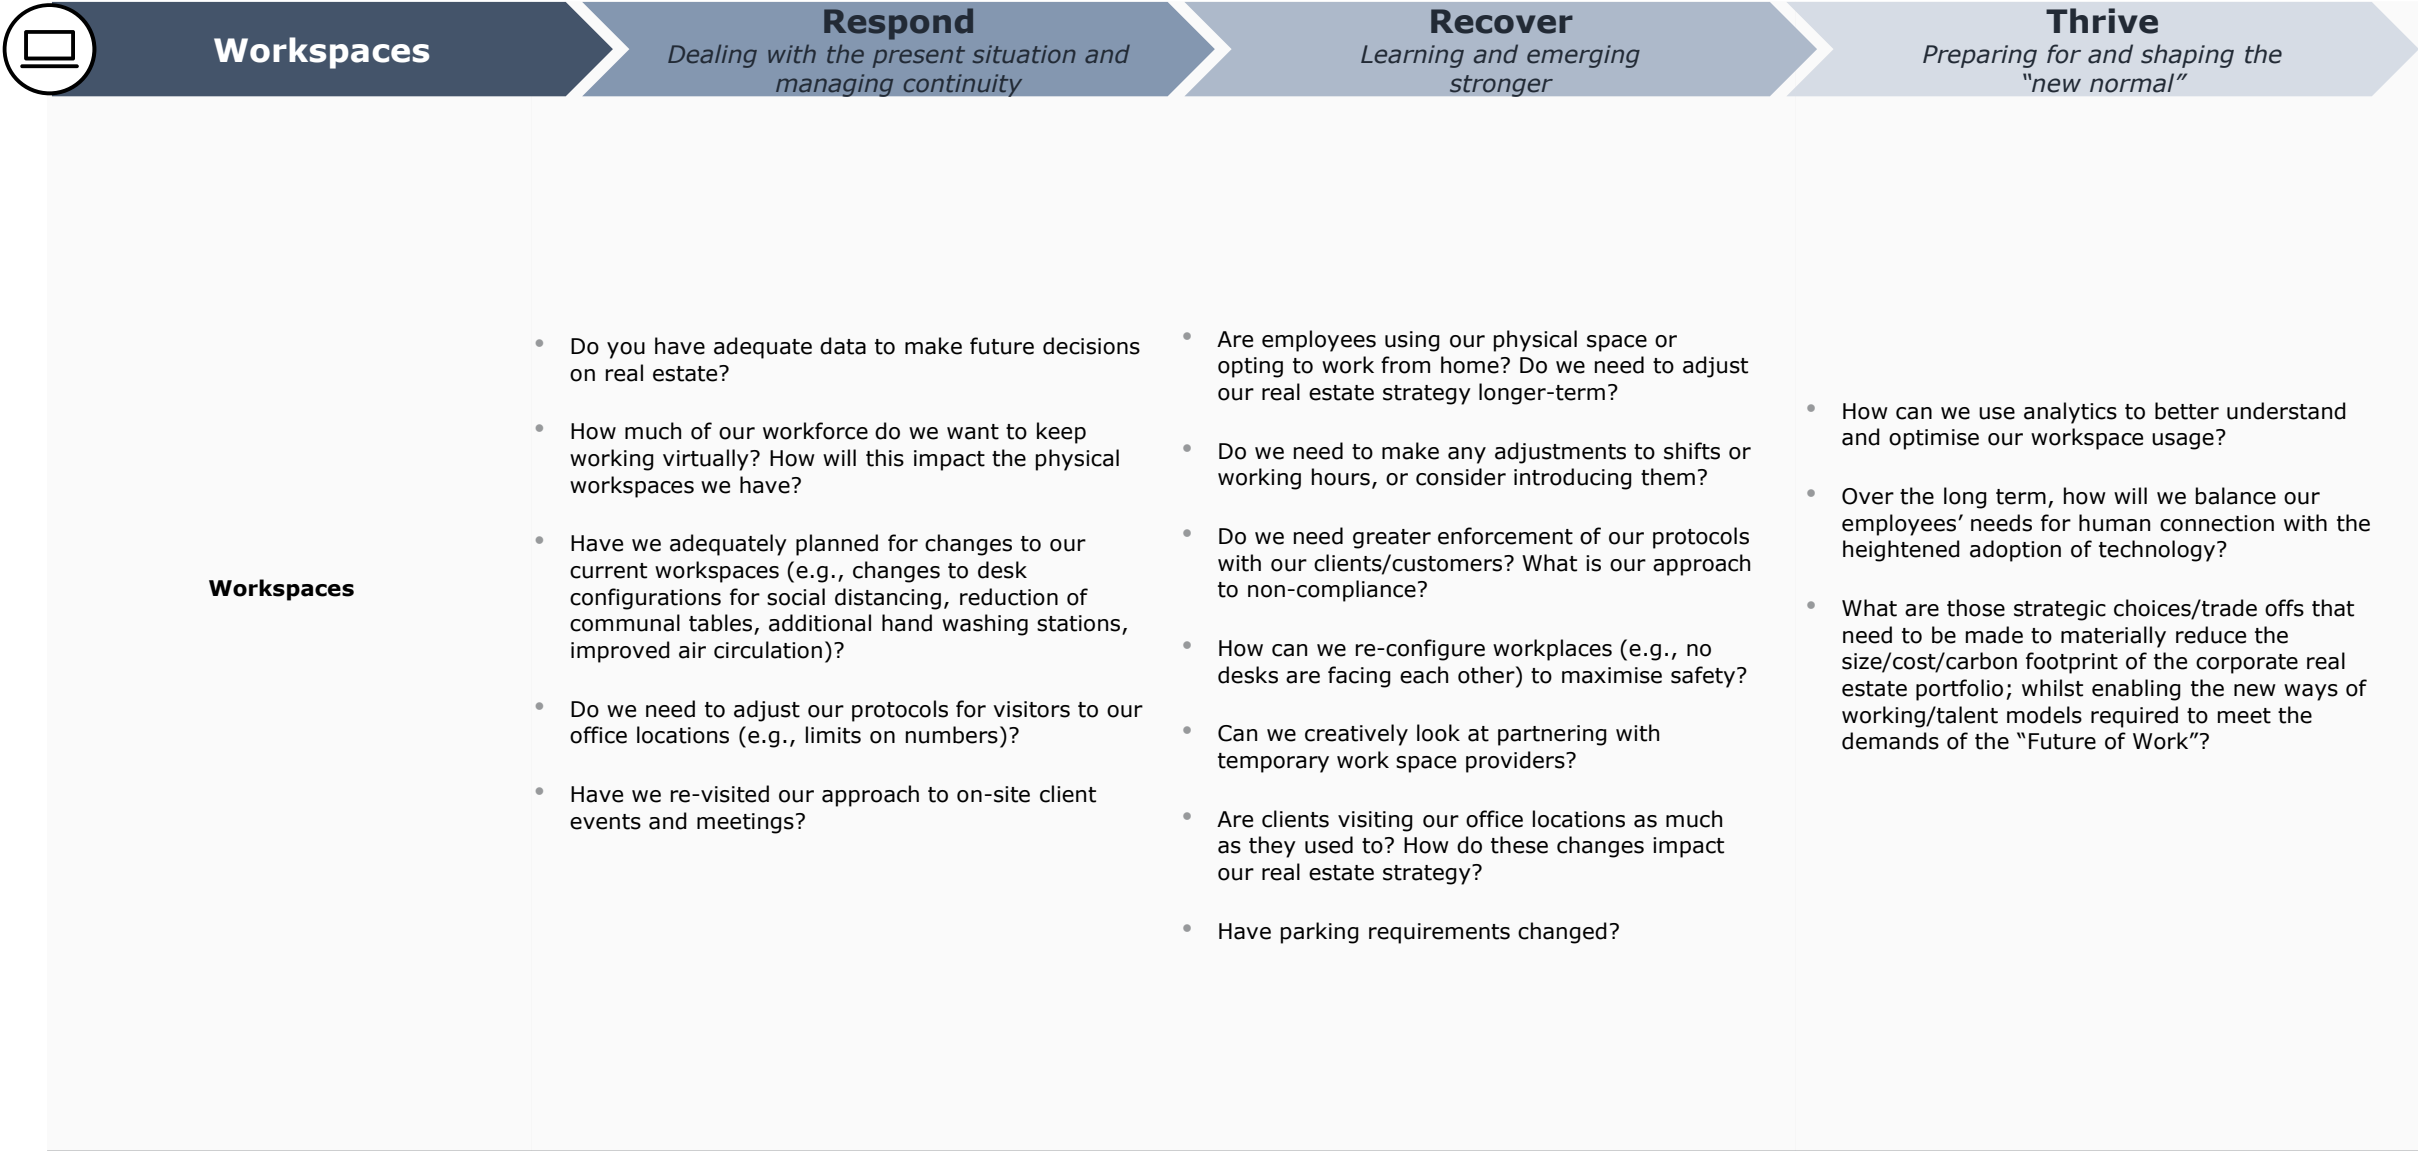 Workspaces
Respond
Dealing with the present situation and
managing continuity
Recover
Learning and emerging
stronger
Thrive
Preparing for and shaping the
“new normal”
Workspaces
• Do you have adequate data to make future decisions
on real estate?
• How much of our workforce do we want to keep
working virtually? How will this impact the physical
workspaces we have?
• Have we adequately planned for changes to our
current workspaces (e.g., changes to desk
configurations for social distancing, reduction of
communal tables, additional hand washing stations,
improved air circulation)?
• Do we need to adjust our protocols for visitors to our
office locations (e.g., limits on numbers)?
• Have we re-visited our approach to on-site client
events and meetings?
• Are employees using our physical space or
opting to work from home? Do we need to adjust
our real estate strategy longer-term?
• Do we need to make any adjustments to shifts or
working hours, or consider introducing them?
• Do we need greater enforcement of our protocols
with our clients/customers? What is our approach
to non-compliance?
• How can we re-configure workplaces (e.g., no
desks are facing each other) to maximise safety?
• Can we creatively look at partnering with
temporary work space providers?
• Are clients visiting our office locations as much
as they used to? How do these changes impact
our real estate strategy?
• Have parking requirements changed?
• How can we use analytics to better understand
and optimise our workspace usage?
• Over the long term, how will we balance our
employees’ needs for human connection with the
heightened adoption of technology?
• What are those strategic choices/trade offs that
need to be made to materially reduce the
size/cost/carbon footprint of the corporate real
estate portfolio; whilst enabling the new ways of
working/talent models required to meet the
demands of the “Future of Work”?